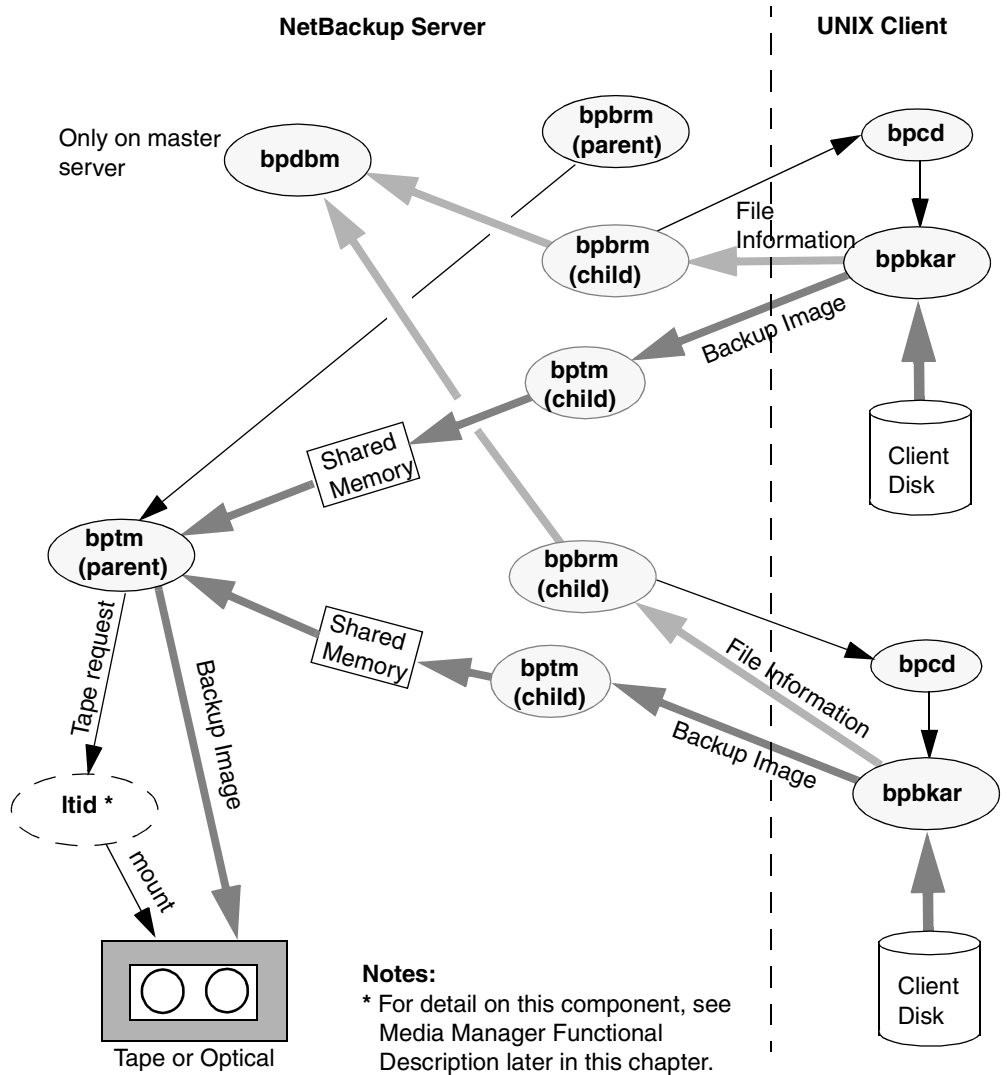 NetBackup Server
UNIX Client
Only on master
server
bpdbm
bpbrm
(parent)
bpcd
File
Information
bpbrm
(child)
bpbkar
Backup Image
bptm
(child)
Shared
Memory
Client
Disk
bptm
(parent)
bpbrm
(child)
Shared
Memory
bptm
(child)
File Information
bpcd
Tape request
Backup Image
Backup Image
bpbkar
ltid *
mount
Client
Disk
Tape or Optical
Notes:
* For detail on this component, see
Media Manager Functional
Description later in this chapter.